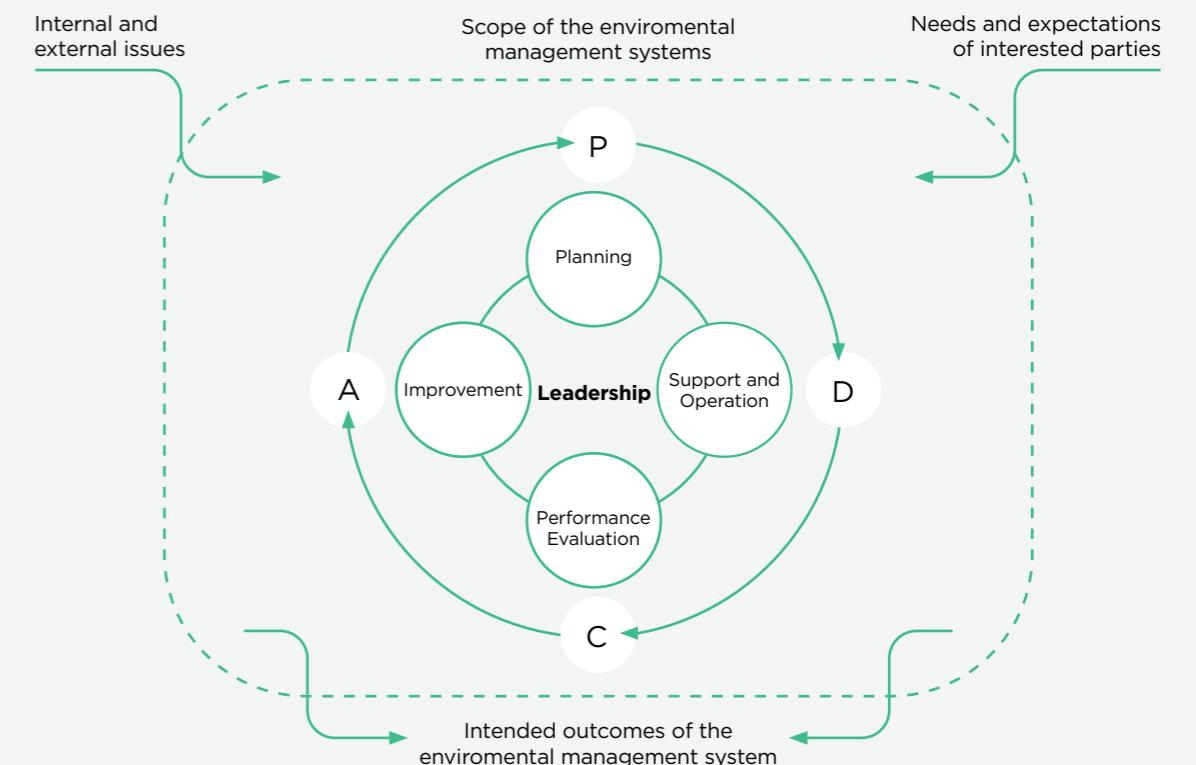 Internal and
external issues
Scope of the enviromental
management systems
Needs and expectations
of interested parties
P
Planning
A
Improvement
Leadership
Support and
Operation
D
Performance
Evaluation
C
Intended outcomes of the
enviromental management system